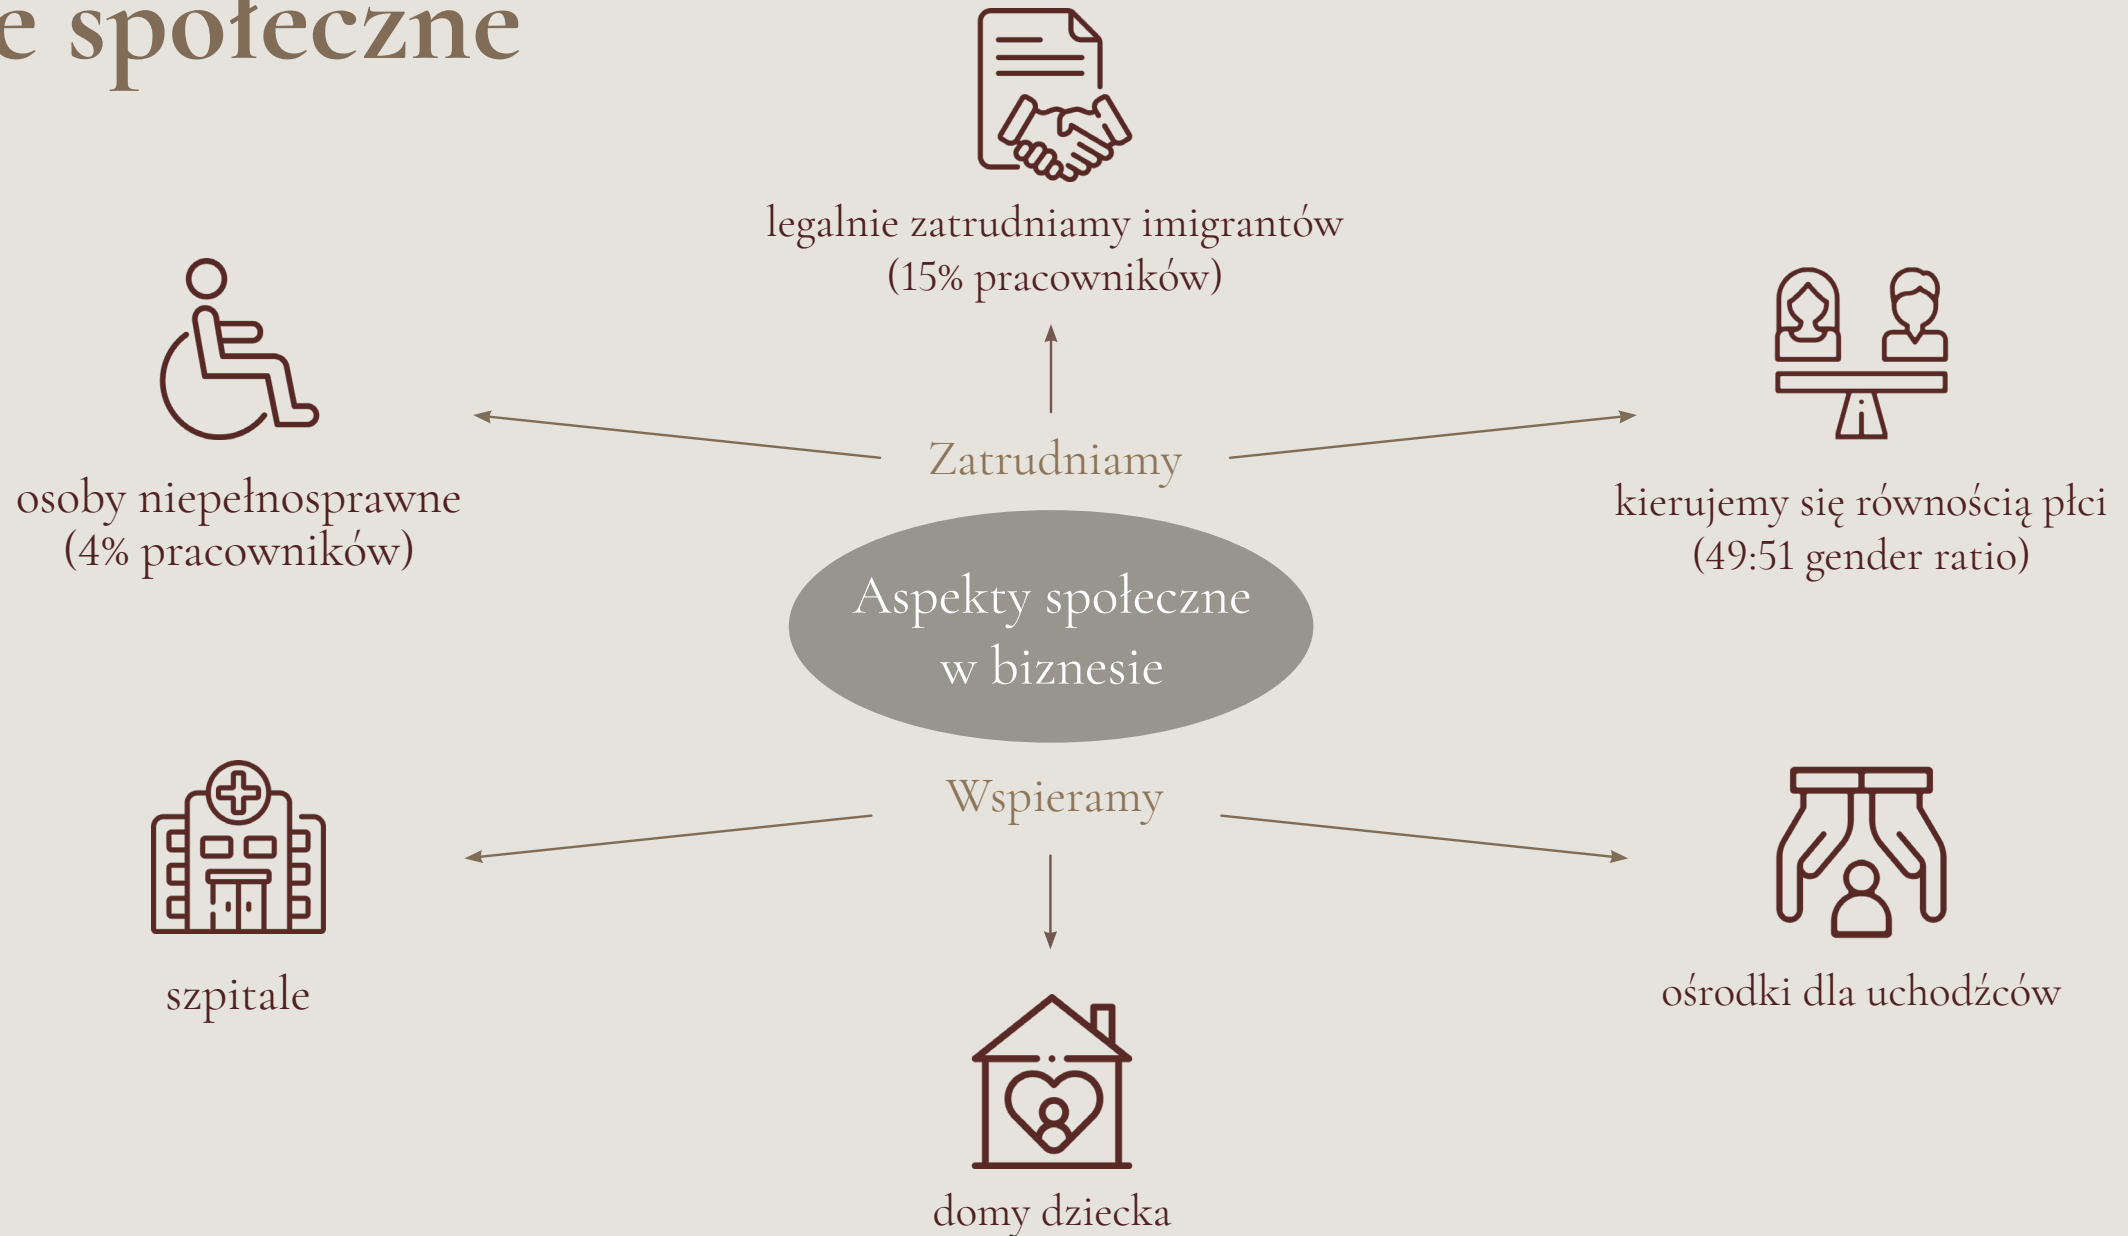 e społeczne
legalnie zatrudniamy imigrantów
(15% pracowników)
osoby niepełnosprawne
(4% pracowników)
Zatrudniamy
kierujemy się równością płci
(49:51 gender ratio)
Aspekty społeczne
w biznesie
Wspieramy
szpitale
domy dziecka
ośrodki dla uchodźców